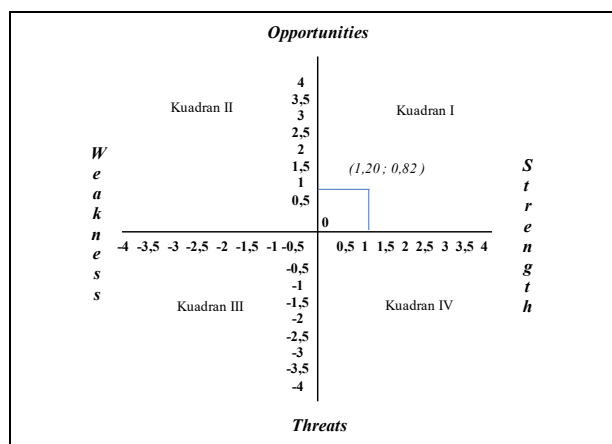 Opportunities
4
3,5
Kuadran II
Kuadran I
3
2,5
2
1,5
(1,20 ; 0,82 )
1
0,5
Weakness
Strength
0
-4 -3,5 -3 -2,5 -2 -1,5 -1 -0,5 0,5 1 1,5 2 2,5 3 3,5 4
-0,5
-1
-1,5
Kuadran III
Kuadran IV
-2
-2,5
-3
-3,5
-4
Threats